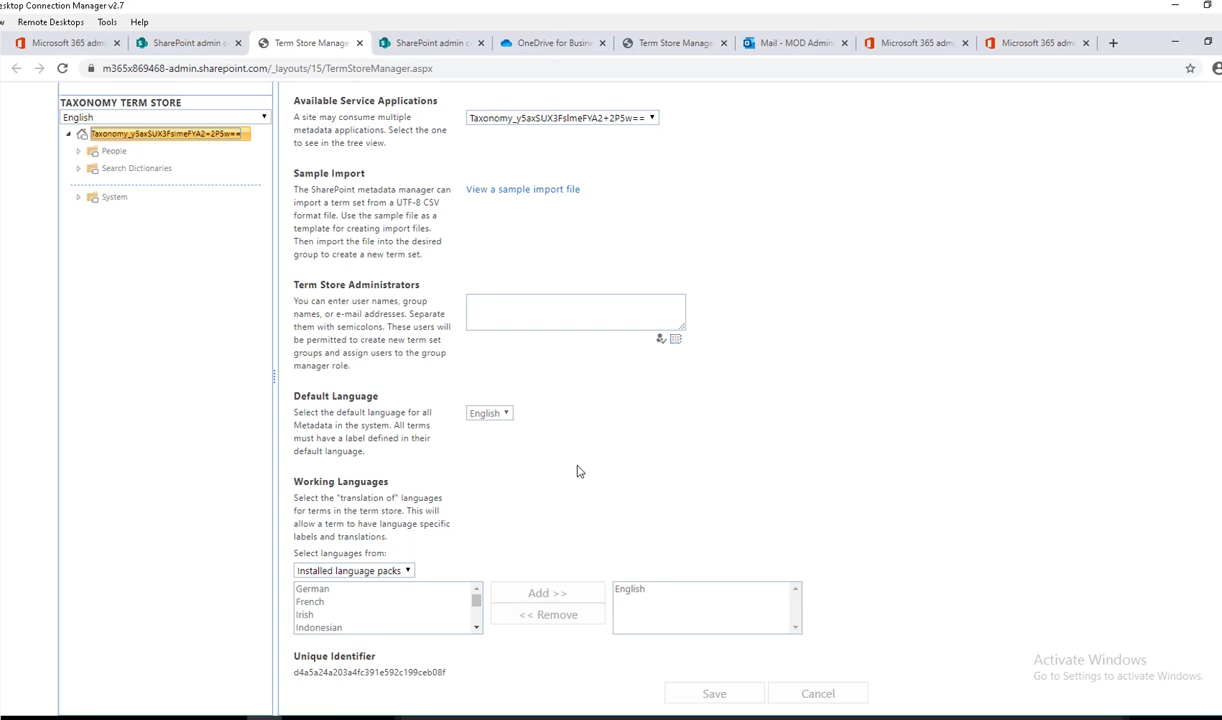 esktop Connection Manager v2.7
w Remote Desktops Tools Help
Microsoft 365 adm
SharePoint admin c
Term Store Manage
SharePoint admin c
OneDrive for Busine
Term Store Manage
Mail - MOD Admin
Microsoft 365 adm
Microsoft 365 adm
m365x869468-admin.sharepoint.com/_layouts/15/TermStoreManager.aspx
TAXONOMY TERM STORE
English
Taxonomy_y5axSUX3FsImeFYA2+2P5w==
People
Search Dictionaries
System
Available Service Applications
A site may consume multiple
metadata applications. Select the one
to see in the tree view.
Taxonomy_y5axSUX3FsImeFYA2+2P5w==
Sample Import
The SharePoint metadata manager can
import a term set from a UTF-8 CSV
format file. Use the sample file as a
template for creating import files.
Then import the file into the desired
group to create a new term set.
View a sample import file
Term Store Administrators
You can enter user names, group
names, or e-mail addresses. Separate
them with semicolons. These users will
be permitted to create new term set
groups and assign users to the group
manager role.
Default Language
Select the default language for all
Metadata in the system. All terms
must have a label defined in their
default language.
English
Working Languages
Select the "translation of" languages
for terms in the term store. This will
allow a term to have language specific
labels and translations.
Select languages from:
Installed language packs
German
French
Irish
Indonesian
Add >>
<< Remove
English
Unique Identifier
d4a5a24a203a4fc391e592c199ceb08f
Save
Cancel
Activate Windows
Go to Settings to activate Windows.